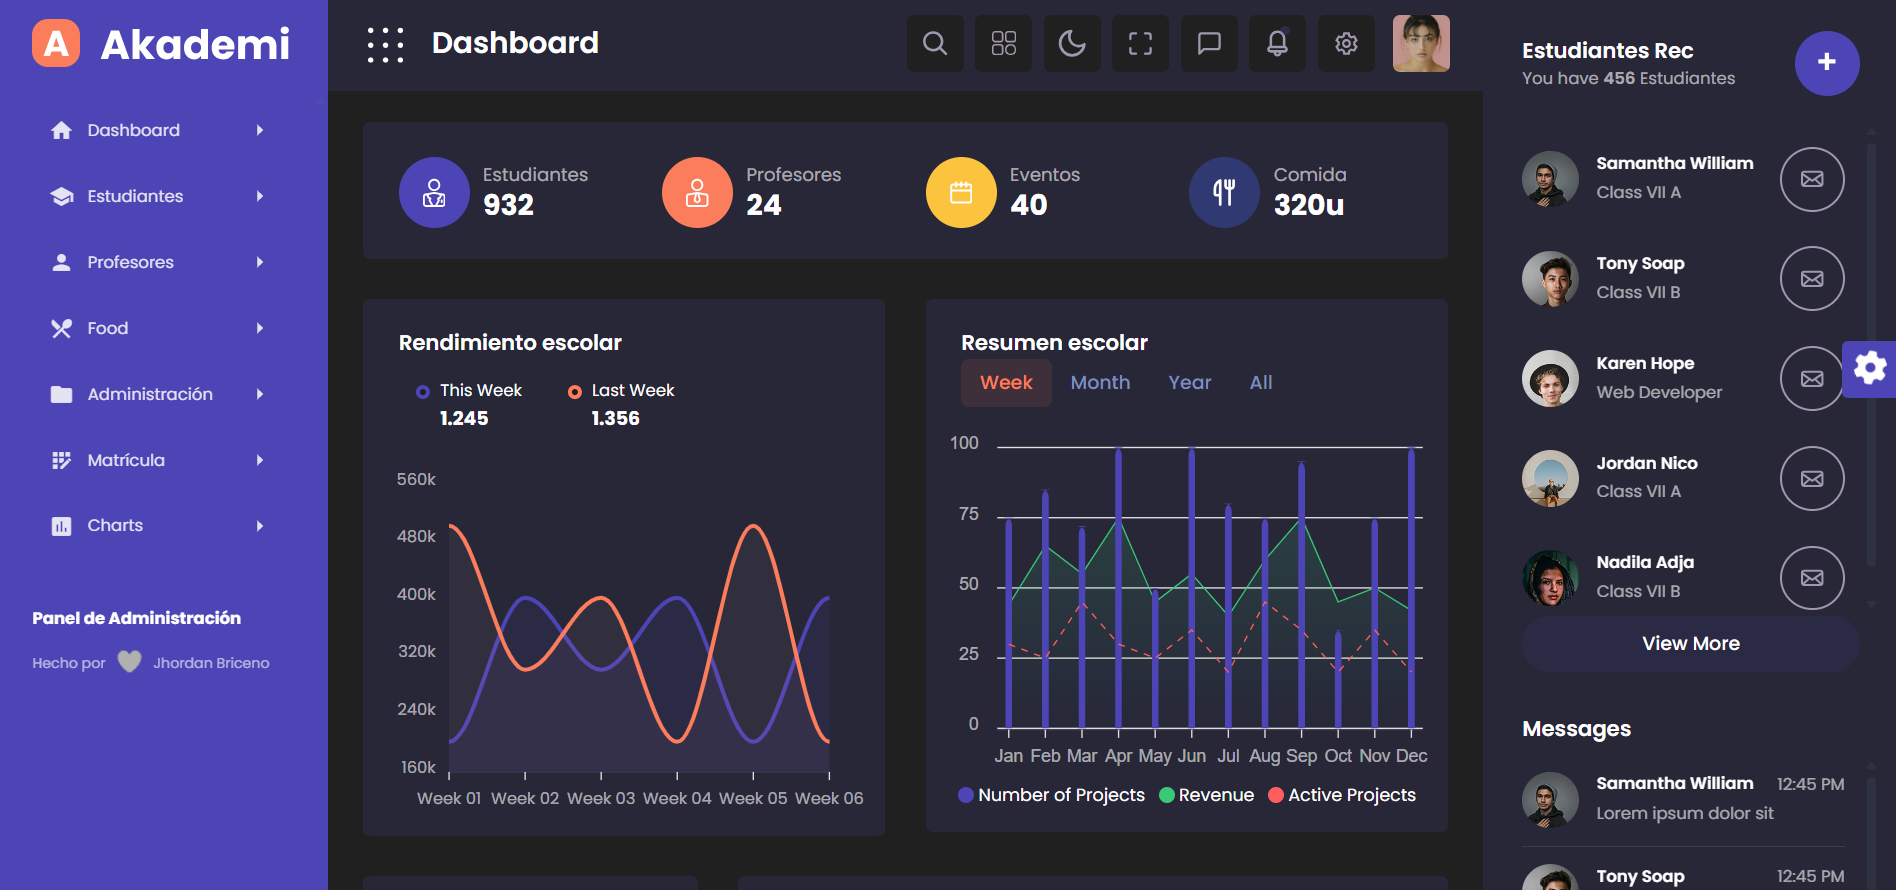 A Akademi
Dashboard
Estudiantes
Profesores
Food
Administración
Matrícula
Charts
Panel de Administración
Hecho por Jhordan Briceno
Dashboard
Estudiantes
932
Profesores
24
Eventos
40
Comida
320u
Rendimiento escolar
This Week
1.245
Last Week
1.356
560k
480k
400k
320k
240k
160k
Week 01 Week 02 Week 03 Week 04 Week 05 Week 06
Resumen escolar
Week Month Year All
100
75
50
25
0
Jan Feb Mar Apr May Jun Jul Aug Sep Oct Nov Dec
Number of Projects Revenue Active Projects
Estudiantes Rec
You have 456 Estudiantes
+
Samantha William
Class VII A
Tony Soap
Class VII B
Karen Hope
Web Developer
Jordan Nico
Class VII A
Nadila Adja
Class VII B
View More
Messages
Samantha William 12:45 PM
Lorem ipsum dolor sit
Tony Soap 12:45 PM